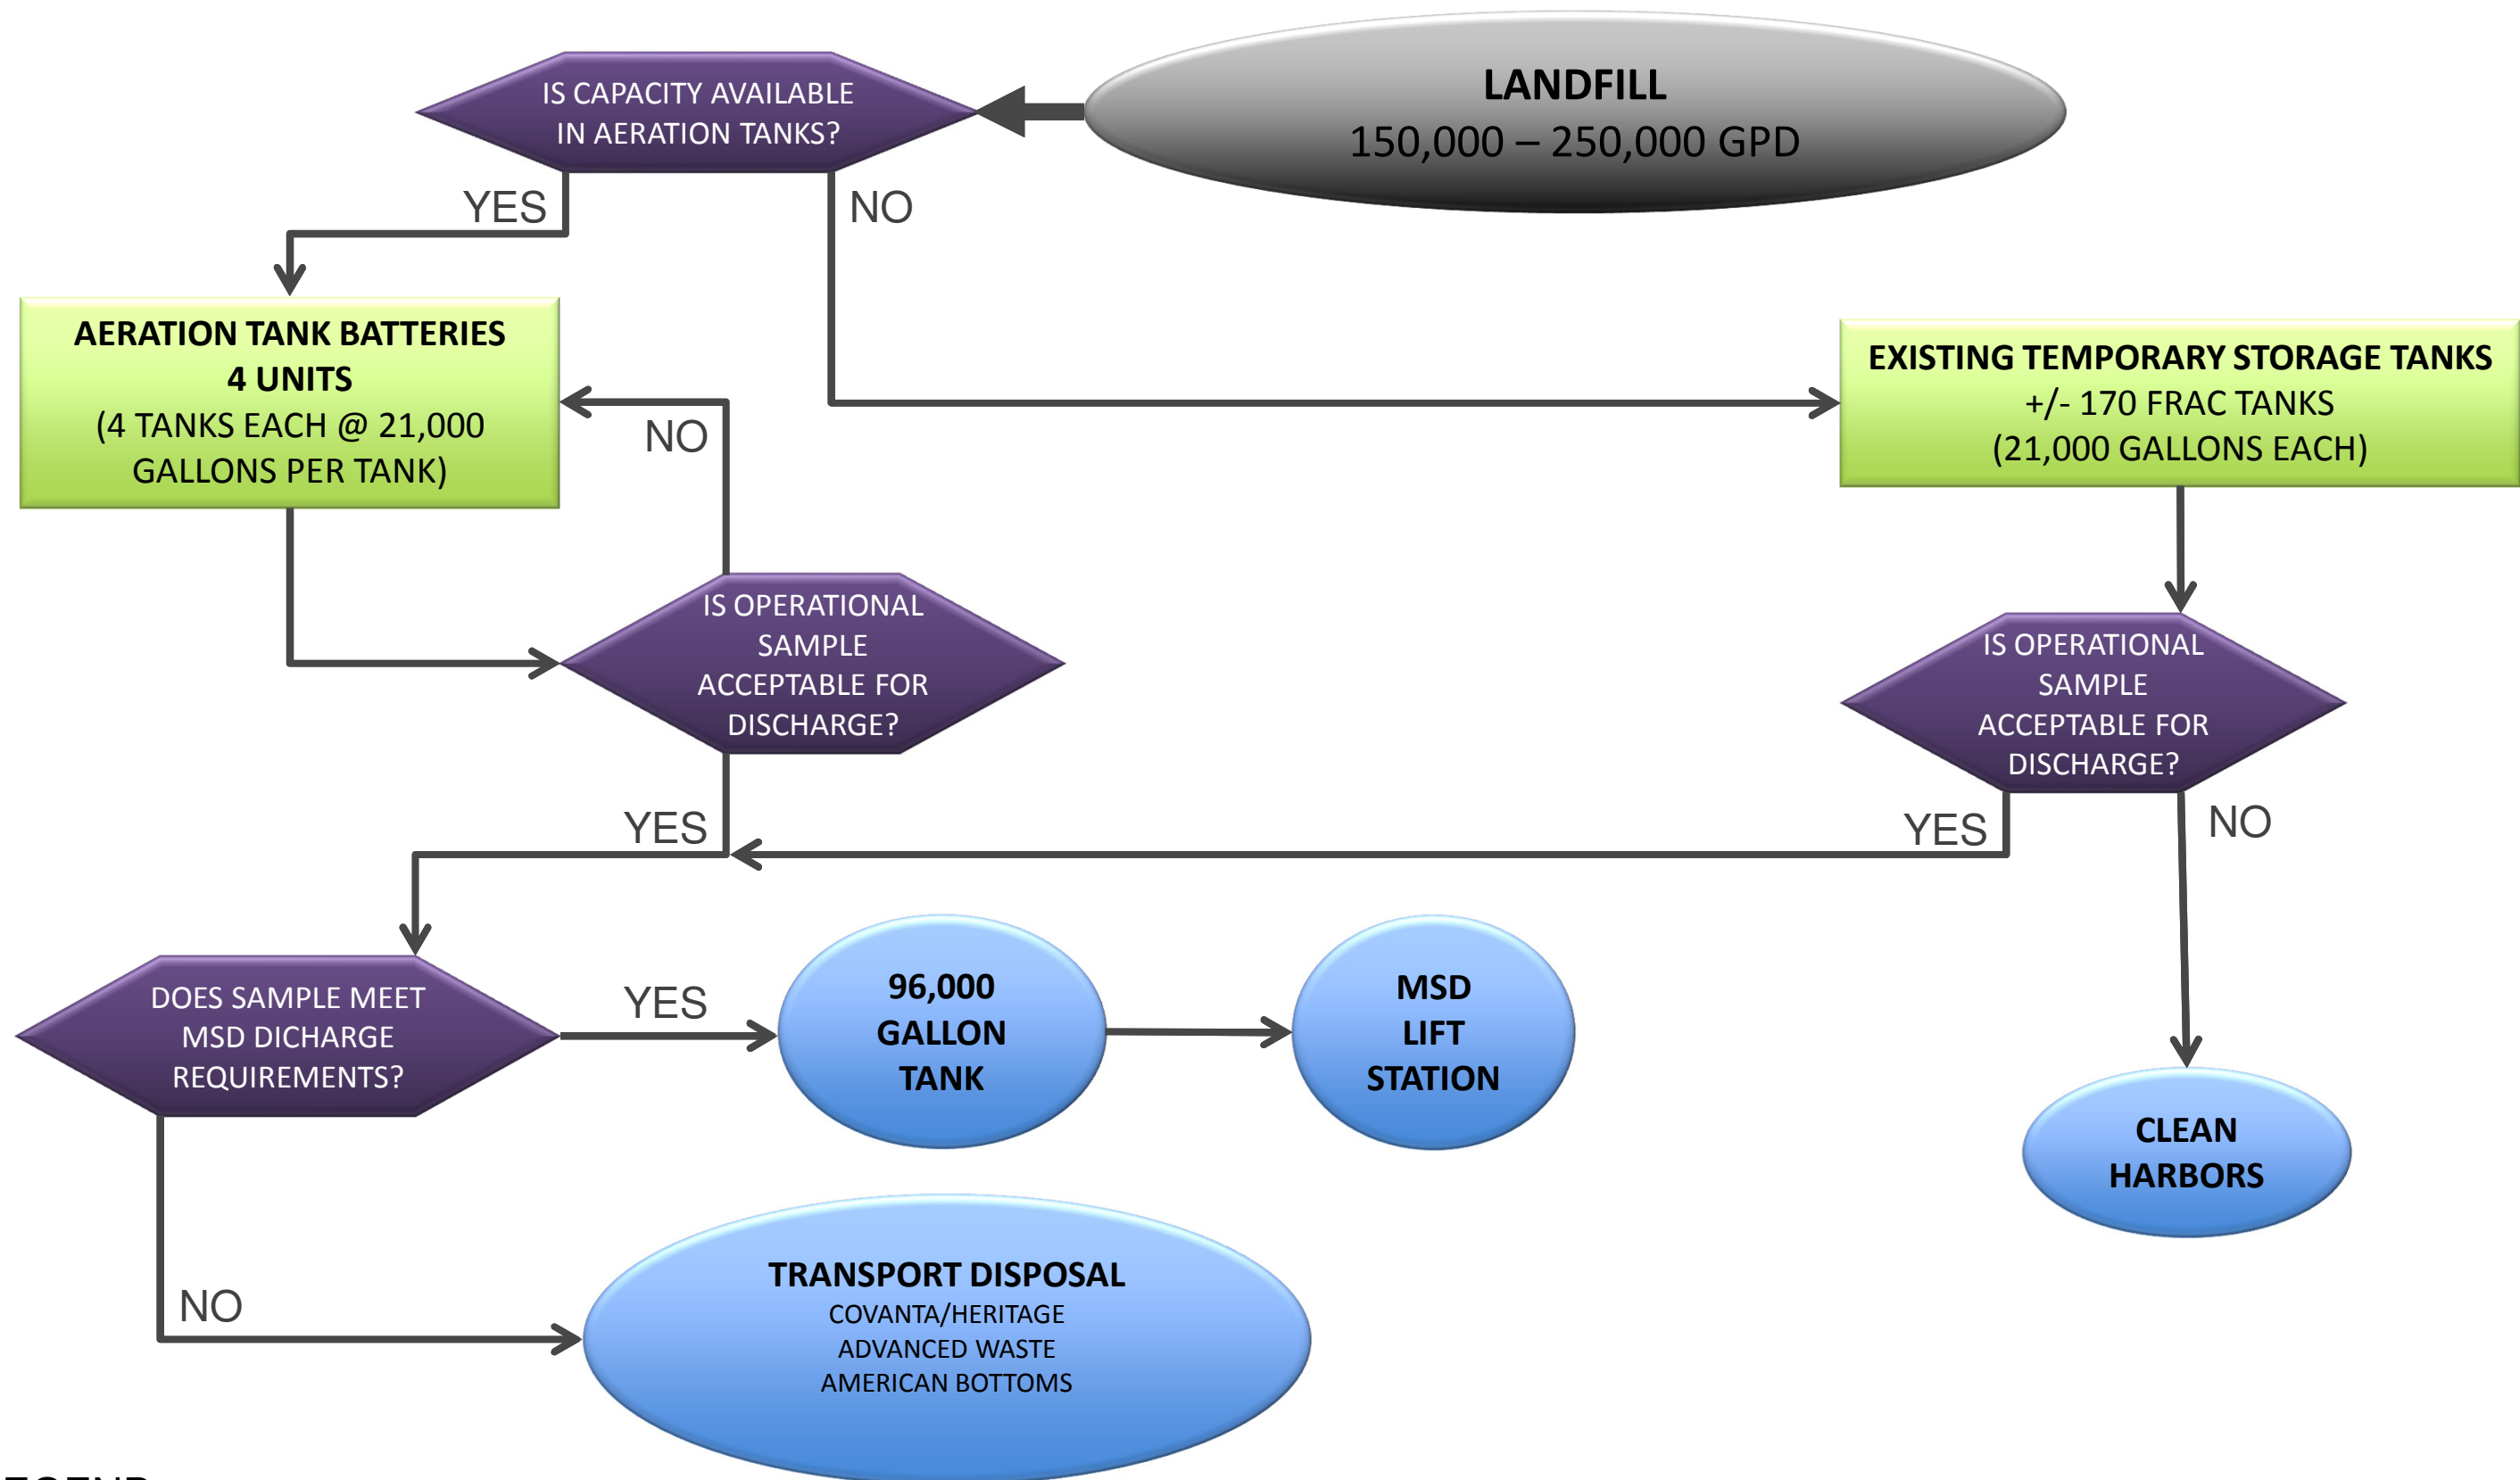 IS CAPACITY AVAILABLE
IN AERATION TANKS?
LANDFILL
150,000 – 250,000 GPD
YES
NO
AERATION TANK BATTERIES
4 UNITS
(4 TANKS EACH @ 21,000
GALLONS PER TANK)
NO
EXISTING TEMPORARY STORAGE TANKS
+/- 170 FRAC TANKS
(21,000 GALLONS EACH)
IS OPERATIONAL
SAMPLE
ACCEPTABLE FOR
DISCHARGE?
IS OPERATIONAL
SAMPLE
ACCEPTABLE FOR
DISCHARGE?
YES
YES
NO
DOES SAMPLE MEET
MSD DICHARGE
REQUIREMENTS?
YES
96,000
GALLON
TANK
MSD
LIFT
STATION
CLEAN
HARBORS
NO
TRANSPORT DISPOSAL
COVANTA/HERITAGE
ADVANCED WASTE
AMERICAN BOTTOMS